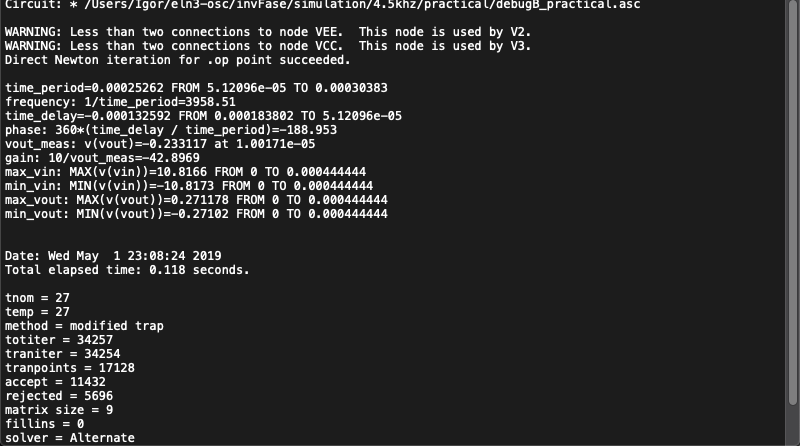 Circuit: * /Users/Igor/eln3-osc/invFase/simulation/4.5khz/practical/debugB_practical.asc
WARNING: Less than two connections to node VEE.  This node is used by V2.
WARNING: Less than two connections to node VCC.  This node is used by V3.
Direct Newton iteration for .op point succeeded.
time_period=0.00025262 FROM 5.12096e-05 TO 0.00030383
frequency: 1/time_period=3958.51
time_delay=-0.000132592 FROM 0.000183802 TO 5.12096e-05
phase: 360*(time_delay / time_period)=-188.953
vout_meas: v(vout)=-0.233117 at 1.00171e-05
gain: 10/vout_meas=-42.8969
max_vin: MAX(v(vin))=10.8166 FROM 0 TO 0.000444444
min_vin: MIN(v(vin))=-10.8173 FROM 0 TO 0.000444444
max_vout: MAX(v(vout))=0.271178 FROM 0 TO 0.000444444
min_vout: MIN(v(vout))=-0.27102 FROM 0 TO 0.000444444
Date: Wed May  1 23:08:24 2019
Total elapsed time: 0.118 seconds.
tnom = 27
temp = 27
method = modified trap
totiter = 34257
traniter = 34254
tranpoints = 17128
accept = 11432
rejected = 5696
matrix size = 9
fillins = 0
solver = Alternate